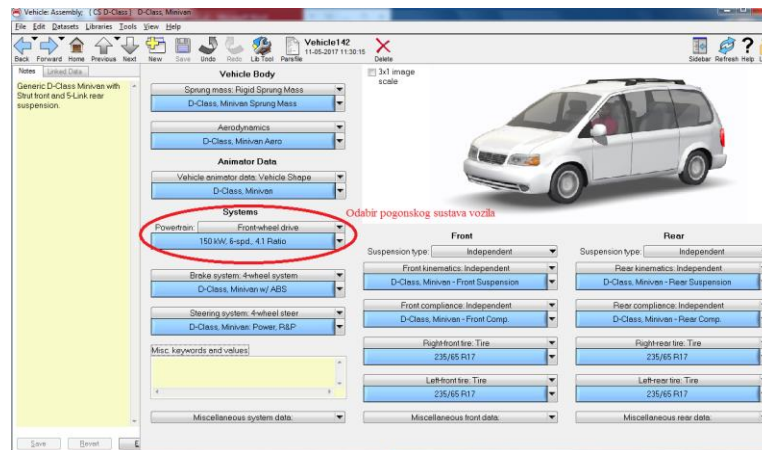 Vehicle: Assembly; { CS D-Class } D-Class, Minivan
File Edit Datasets Libraries Tools View Help
Back Forward Home Previous Next New Save Undo Redo Lib Tool Parsfile Vehicle142 11-05-2017 11:30:15 Delete Sidebar Refresh Help
Notes Linked Data
Generic D-Class Minivan with
Strut front and 5-Link rear
suspension.
Vehicle Body
Sprung mass: Rigid Sprung Mass
D-Class, Minivan Sprung Mass
Aerodynamics
D-Class, Minivan Aero
Animator Data
Vehicle animator data: Vehicle Shape
D-Class, Minivan
3x1 image
scale
Systems
Odabir pogonskog sustava vozila
Powertrain: Front-wheel drive
150 kW, 6-spd., 4.1 Ratio
Brake system: 4-wheel system
D-Class, Minivan w/ ABS
Steering system: 4-wheel steer
D-Class, Minivan: Power, R&P
Misc. keywords and values
Miscellaneous system data:
Front
Suspension type: Independent
Front kinematics: Independent
D-Class, Minivan - Front Suspension
Front compliance: Independent
D-Class, Minivan - Front Comp.
Right-front tire: Tire
235/65 R17
Left-front tire: Tire
235/65 R17
Miscellaneous front data:
Rear
Suspension type: Independent
Rear kinematics: Independent
D-Class, Minivan - Rear Suspension
Rear compliance: Independent
D-Class, Minivan - Rear Comp.
Right-rear tire: Tire
235/65 R17
Left-rear tire: Tire
235/65 R17
Miscellaneous rear data:
Save Revert